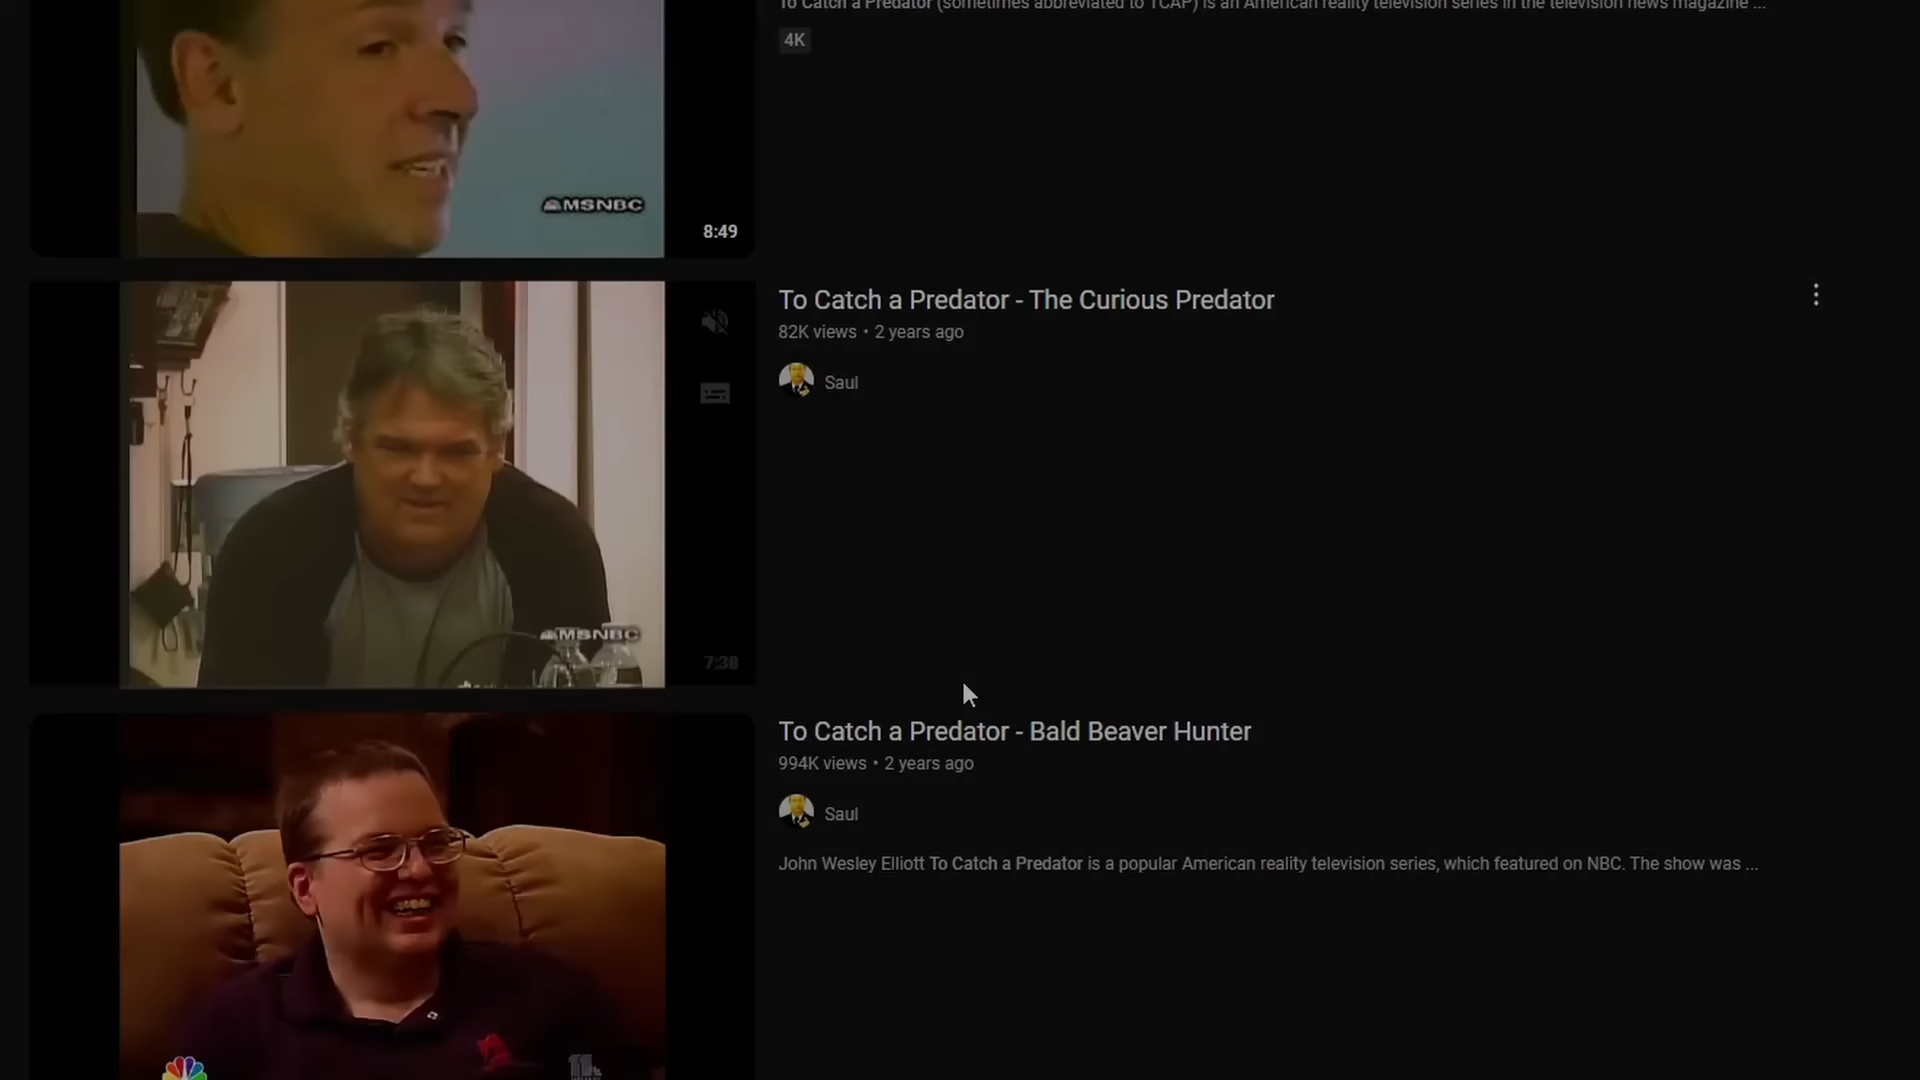 To Catch a Predator (sometimes abbreviated to TCAP) is an American reality television series in the television news magazine ...
4K
MSNBC
8:49
To Catch a Predator - The Curious Predator
82K views • 2 years ago
Saul
MSNBC
7:38
To Catch a Predator - Bald Beaver Hunter
994K views • 2 years ago
Saul
John Wesley Elliott To Catch a Predator is a popular American reality television series, which featured on NBC. The show was ...
11